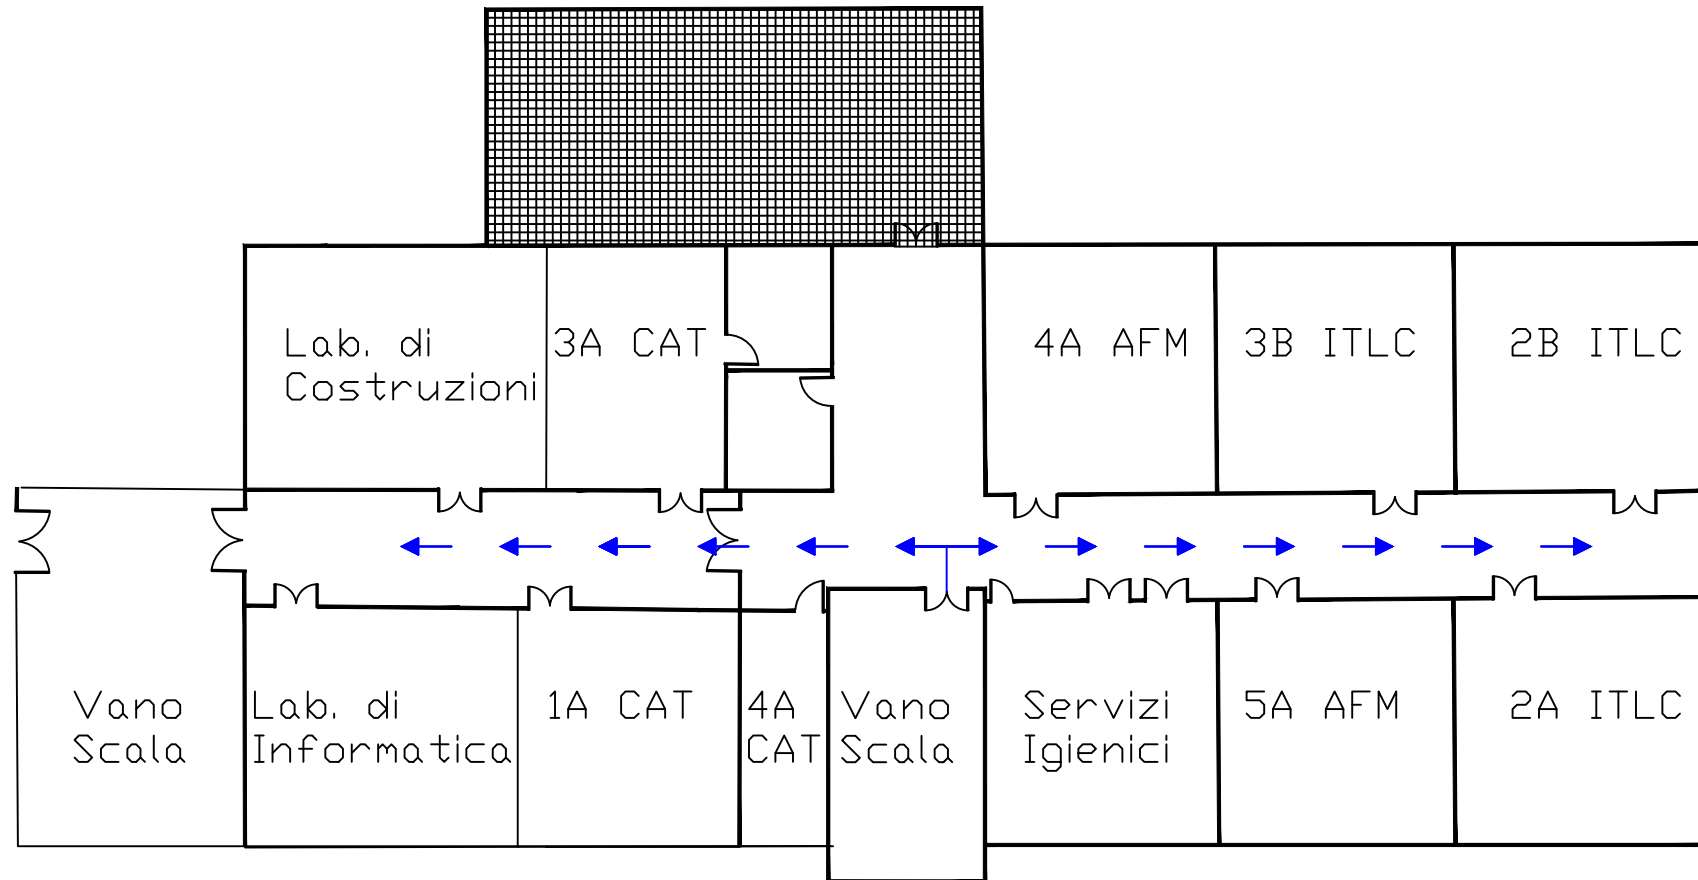 Lab. di
Costruzioni
3A CAT
4A AFM
3B ITLC
2B ITLC
Vano
Scala
Lab. di
Informatica
1A CAT
4A
CAT
Vano
Scala
Servizi
Igienici
5A AFM
2A ITLC